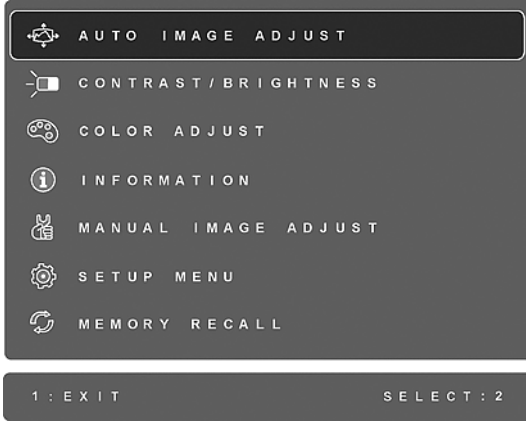 AUTO IMAGE ADJUST
CONTRAST/BRIGHTNESS
COLOR ADJUST
INFORMATION
MANUAL IMAGE ADJUST
SETUP MENU
MEMORY RECALL
1:EXIT SELECT:2